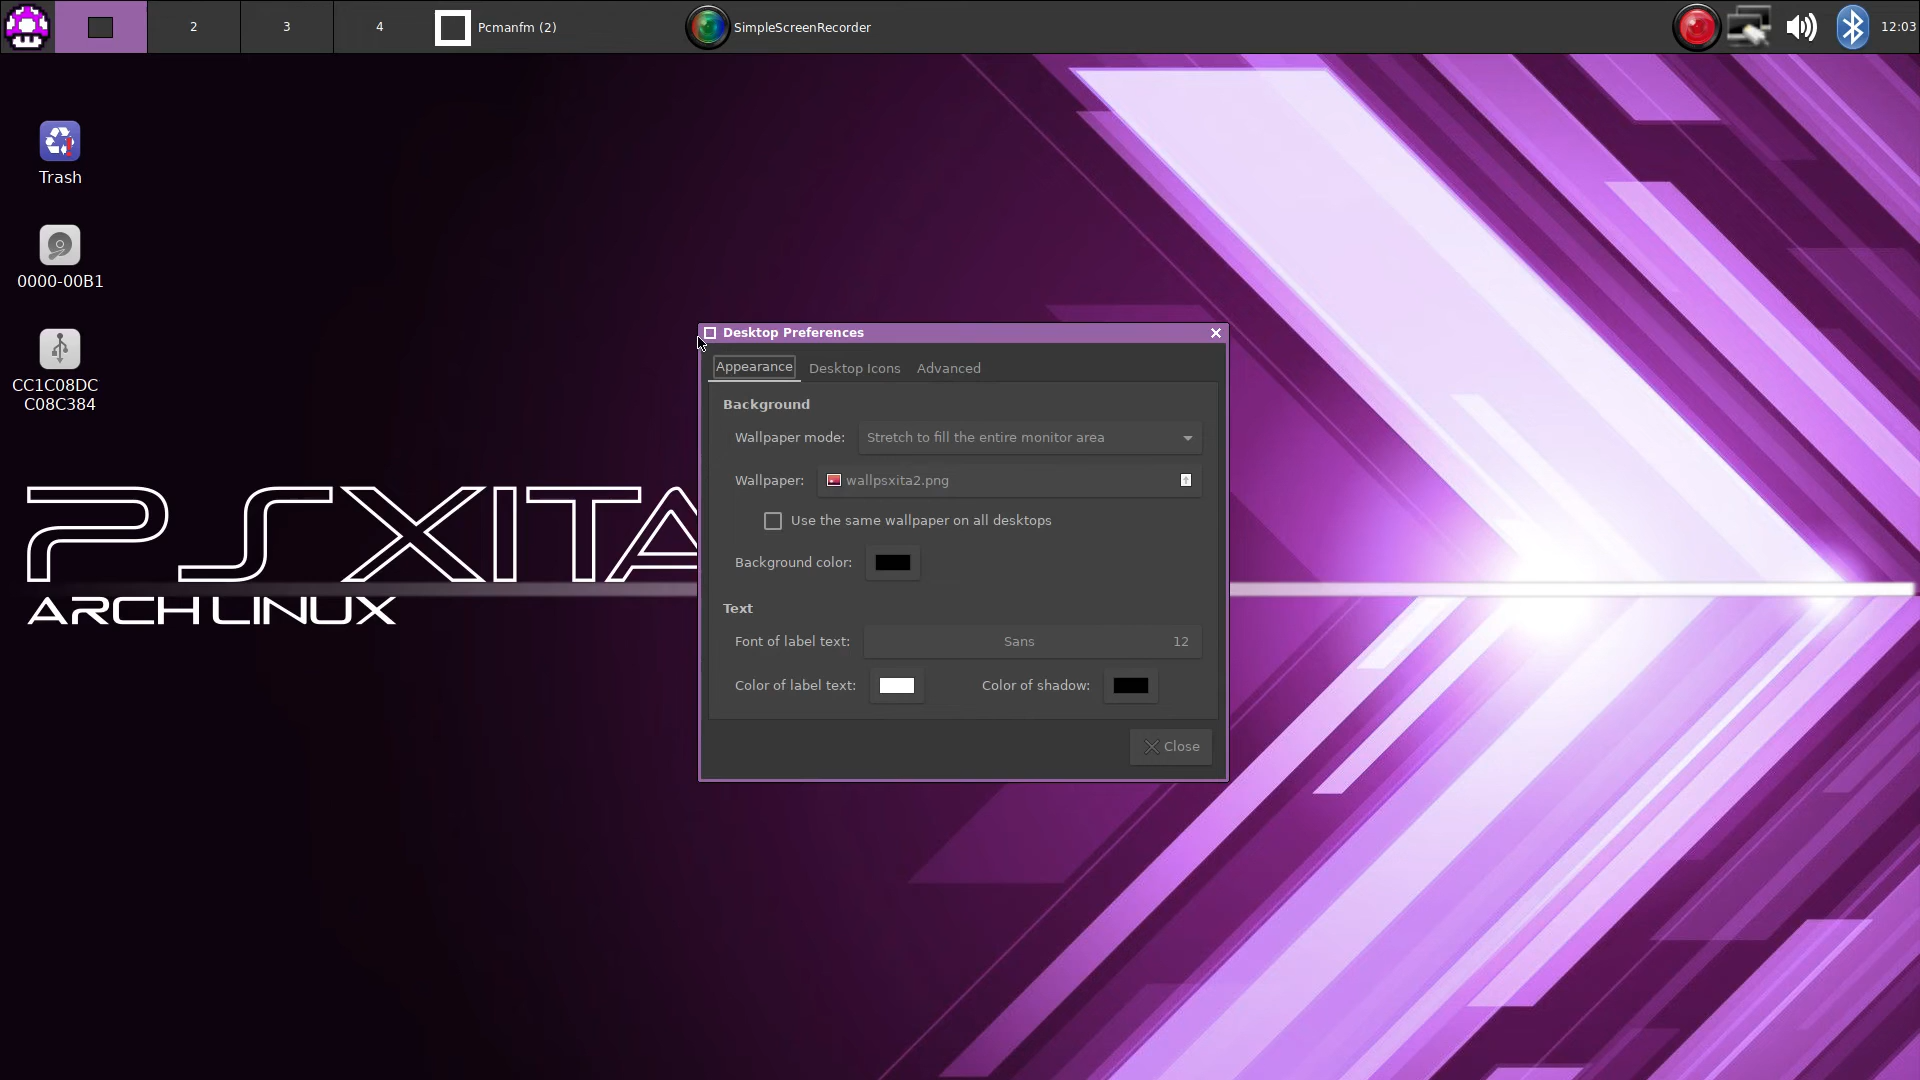 2 3 4 Pcmanfm (2) SimpleScreenRecorder 12:03
Trash
0000-00B1
CC1C08DC
C08C384
PSXITA
ARCH LINUX
Desktop Preferences
Appearance Desktop Icons Advanced
Background
Wallpaper mode: Stretch to fill the entire monitor area
Wallpaper: wallpsxita2.png
Use the same wallpaper on all desktops
Background color:
Text
Font of label text: Sans 12
Color of label text: Color of shadow:
Close